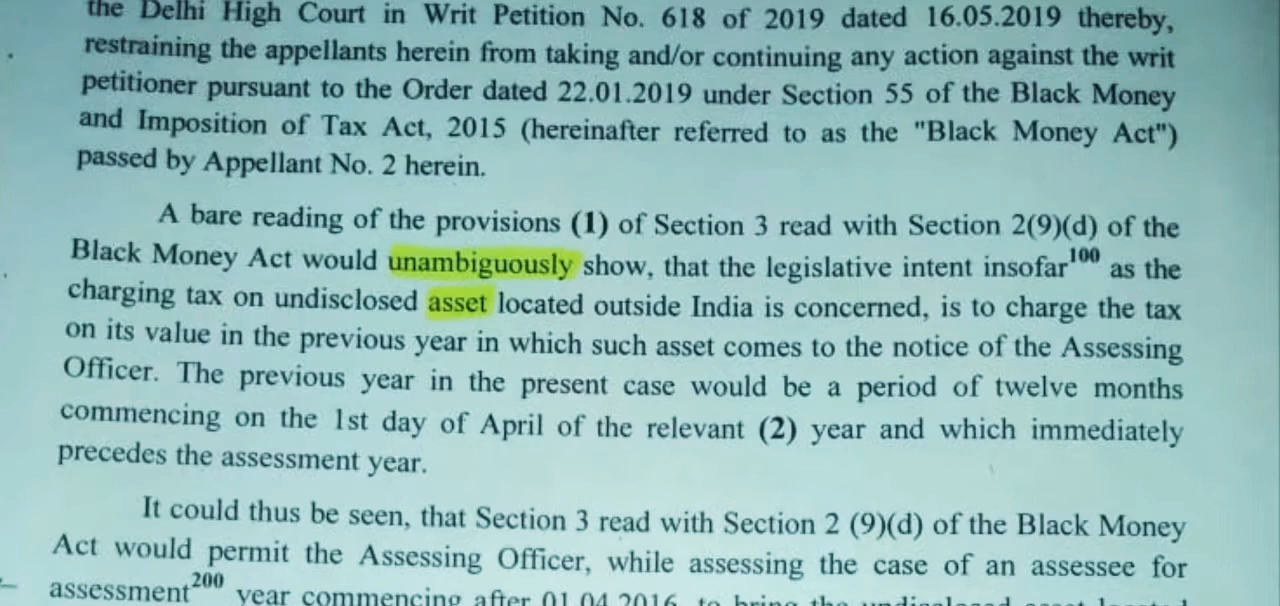 the Delhi High Court in Writ Petition No. 618 of 2019 dated 16.05.2019 thereby,
restraining the appellants herein from taking and/or continuing any action against the writ
petitioner pursuant to the Order dated 22.01.2019 under Section 55 of the Black Money
and Imposition of Tax Act, 2015 (hereinafter referred to as the "Black Money Act")
passed by Appellant No. 2 herein.
A bare reading of the provisions (1) of Section 3 read with Section 2(9)(d) of the
Black Money Act would unambiguously show, that the legislative intent insofar100 as the
charging tax on undisclosed asset located outside India is concerned, is to charge the tax
on its value in the previous year in which such asset comes to the notice of the Assessing
Officer. The previous year in the present case would be a period of twelve months
commencing on the 1st day of April of the relevant (2) year and which immediately
precedes the assessment year.
It could thus be seen, that Section 3 read with Section 2 (9)(d) of the Black Money
Act would permit the Assessing Officer, while assessing the case of an assessee for
assessment200 year commencing after 01.04.2016, to bring the undisclosed asset located